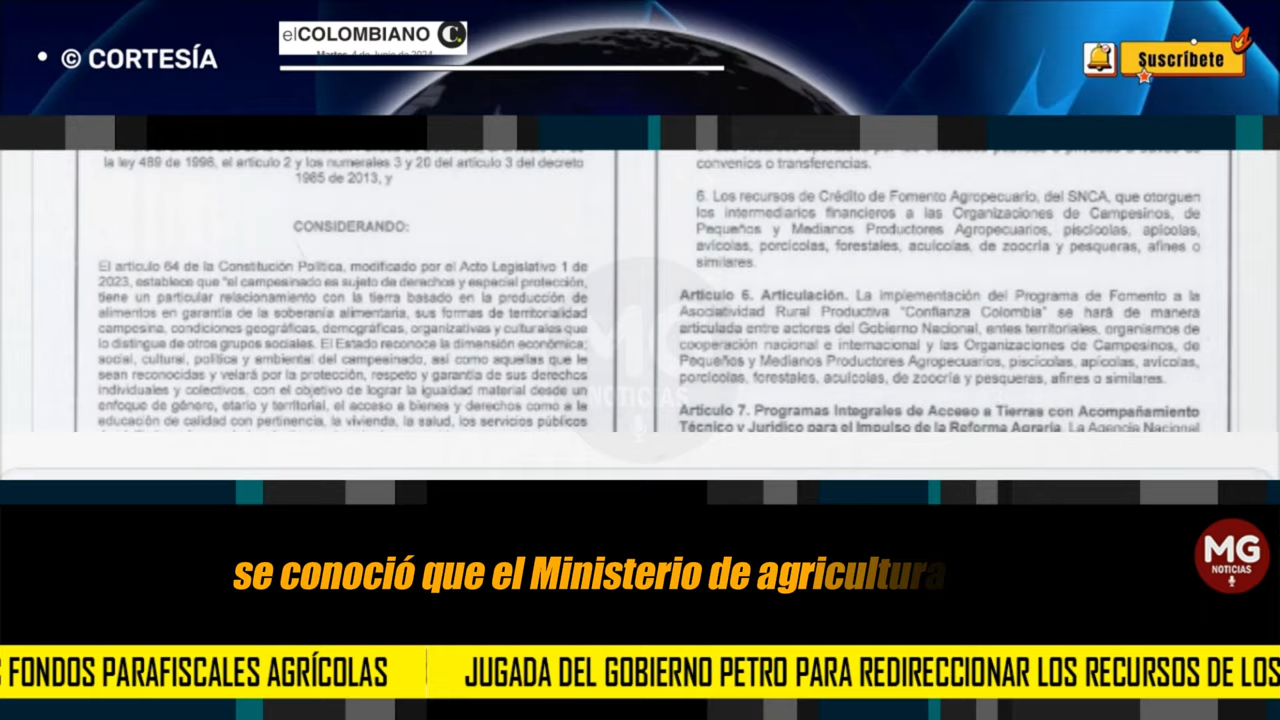 • © CORTESÍA
elCOLOMBIANO C
Martes, 4 de Junio de 2024
Suscríbete
la ley 489 de 1998, el artículo 2 y los numerales 3 y 20 del artículo 3 del decreto
1985 de 2013, y
CONSIDERANDO:
El artículo 64 de la Constitución Política, modificado por el Acto Legislativo 1 de
2023, establece que "el campesinado es sujeto de derechos y especial protección,
tiene un particular relacionamiento con la tierra basado en la producción de
alimentos en garantía de la soberanía alimentaria, sus formas de territorialidad
campesina, condiciones geográficas, demográficas, organizativas y culturales que
lo distingue de otros grupos sociales. El Estado reconoce la dimensión económica;
social, cultural, política y ambiental del campesinado, así como aquellas que le
sean reconocidas y velará por la protección, respeto y garantía de sus derechos
individuales y colectivos, con el objetivo de lograr la igualdad material desde un
enfoque de género, etario y territorial, el acceso a bienes y derechos como a la
educación de calidad con pertinencia, la vivienda, la salud, los servicios públicos
convenios o transferencias.
6. Los recursos de Crédito de Fomento Agropecuario, del SNCA, que otorguen
los intermediarios financieros a las Organizaciones de Campesinos, de
Pequeños y Medianos Productores Agropecuarios, piscícolas, apícolas,
avícolas, porcícolas, forestales, acuícolas, de zoocría y pesqueras, afines o
similares.
Artículo 6. Articulación. La implementación del Programa de Fomento a la
Asociatividad Rural Productiva "Confianza Colombia" se hará de manera
articulada entre actores del Gobierno Nacional, entes territoriales, organismos de
cooperación nacional e internacional y las Organizaciones de Campesinos, de
Pequeños y Medianos Productores Agropecuarios, piscícolas, apícolas, avícolas,
porcícolas, forestales, acuícolas, de zoocría y pesqueras, afines o similares.
Artículo 7. Programas Integrales de Acceso a Tierras con Acompañamiento
Técnico y Jurídico para el Impulso de la Reforma Agraria. La Agencia Nacional
MG
NOTICIAS
se conoció que el Ministerio de agricultura
MG
NOTICIAS
FONDOS PARAFISCALES AGRÍCOLAS JUGADA DEL GOBIERNO PETRO PARA REDIRECCIONAR LOS RECURSOS DE LOS